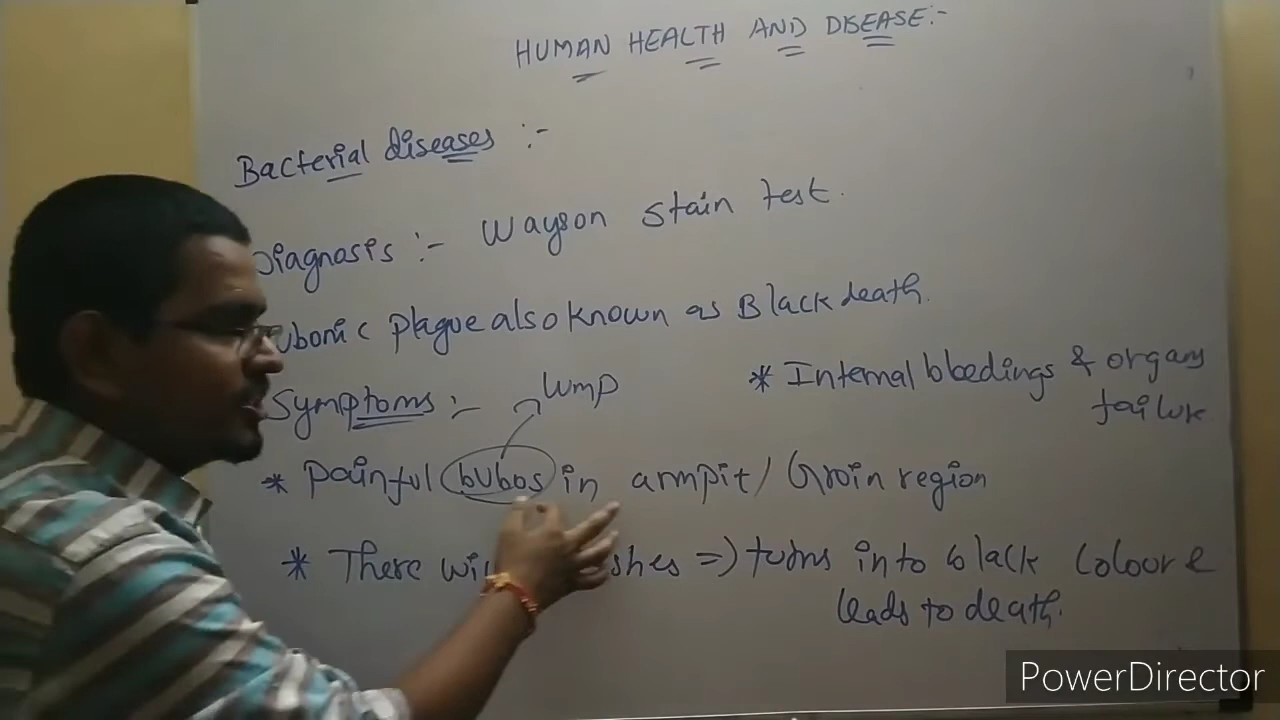 HUMAN HEALTH AND DISEASE:-
Bacterial diseases :-
Diagnosis :- Wayson stain test.
ubonic plague also known as Black death.
Symptoms :- lump
* Internal bleedings & organs
failure
* Painful bubos in armpit / Groin region
* There shes => turns into black colour &
leads to death.
PowerDirector